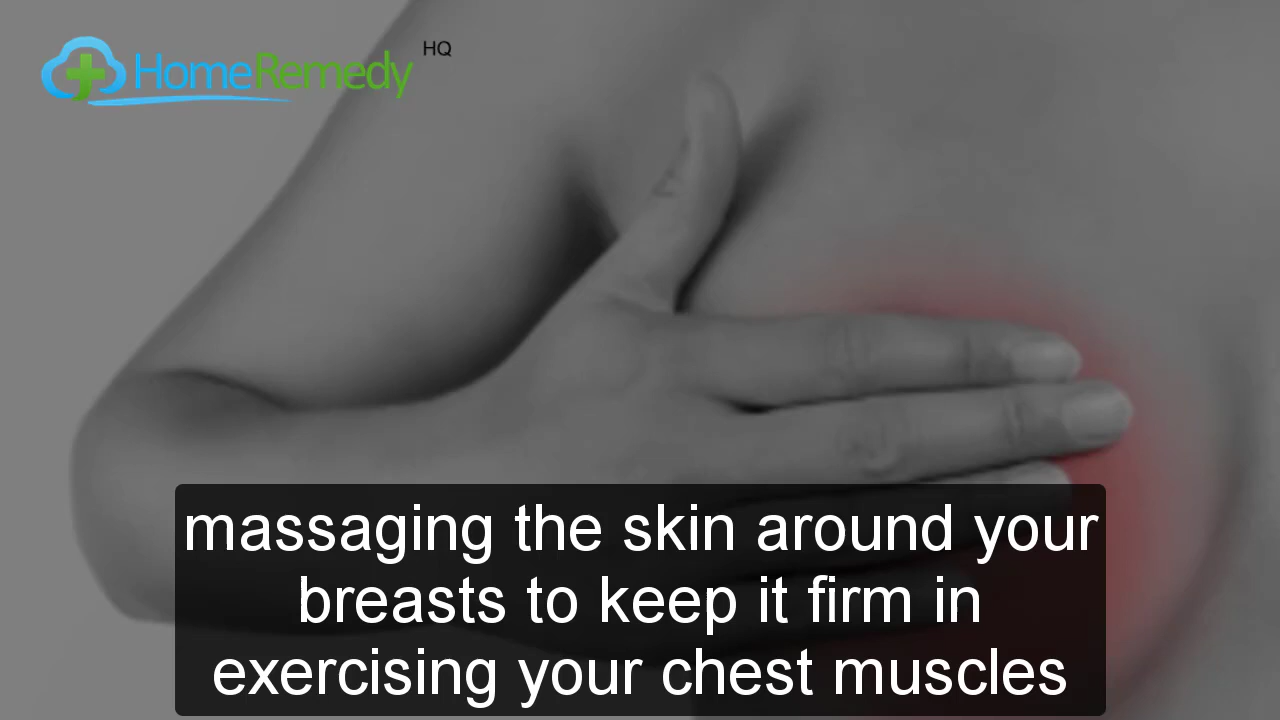 HomeRemedy HQ
massaging the skin around your
breasts to keep it firm in
exercising your chest muscles